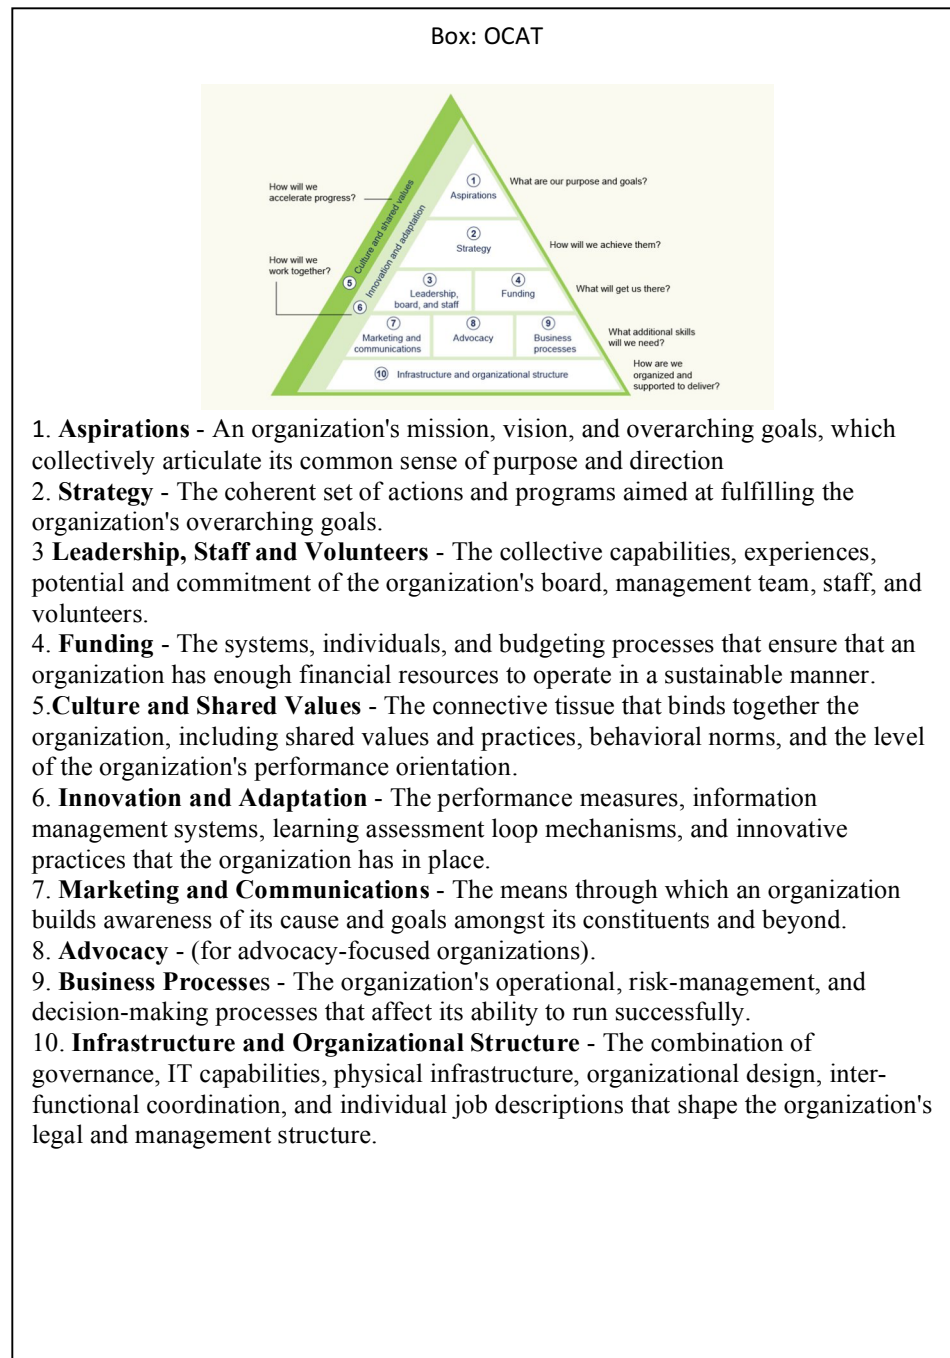 Box: OCAT
How will we
accelerate progress?
How will we
work together?
5 Culture and shared values
6 Innovation and adaptation
1
Aspirations
What are our purpose and goals?
2
Strategy
How will we achieve them?
3
Leadership,
board, and staff
4
Funding
What will get us there?
7
Marketing and
communications
8
Advocacy
9
Business
processes
What additional skills
will we need?
10 Infrastructure and organizational structure
How are we
organized and
supported to deliver?
1. Aspirations - An organization's mission, vision, and overarching goals, which
collectively articulate its common sense of purpose and direction
2. Strategy - The coherent set of actions and programs aimed at fulfilling the
organization's overarching goals.
3 Leadership, Staff and Volunteers - The collective capabilities, experiences,
potential and commitment of the organization's board, management team, staff, and
volunteers.
4. Funding - The systems, individuals, and budgeting processes that ensure that an
organization has enough financial resources to operate in a sustainable manner.
5.Culture and Shared Values - The connective tissue that binds together the
organization, including shared values and practices, behavioral norms, and the level
of the organization's performance orientation.
6. Innovation and Adaptation - The performance measures, information
management systems, learning assessment loop mechanisms, and innovative
practices that the organization has in place.
7. Marketing and Communications - The means through which an organization
builds awareness of its cause and goals amongst its constituents and beyond.
8. Advocacy - (for advocacy-focused organizations).
9. Business Processes - The organization's operational, risk-management, and
decision-making processes that affect its ability to run successfully.
10. Infrastructure and Organizational Structure - The combination of
governance, IT capabilities, physical infrastructure, organizational design, inter-
functional coordination, and individual job descriptions that shape the organization's
legal and management structure.